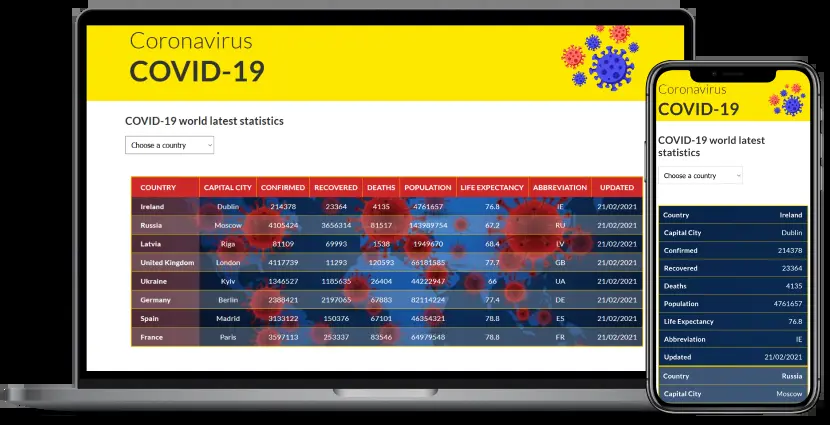 Coronavirus
COVID-19
COVID-19 world latest statistics
Choose a country
COUNTRY CAPITAL CITY CONFIRMED RECOVERED DEATHS POPULATION LIFE EXPECTANCY ABBREVIATION UPDATED
Ireland Dublin 214378 23364 4135 4761657 76.8 IE 21/02/2021
Russia Moscow 4105424 3656314 81517 143989754 67.2 RU 21/02/2021
Latvia Riga 81109 69993 1538 1949670 68.4 LV 21/02/2021
United Kingdom London 4117739 11293 120593 66181585 77.7 GB 21/02/2021
Ukraine Kyiv 1346527 1185635 26404 44222947 66 UA 21/02/2021
Germany Berlin 2388421 2197065 67883 82114224 77.4 DE 21/02/2021
Spain Madrid 3133122 150376 67101 46354321 78.8 ES 21/02/2021
France Paris 3597113 253337 83546 64979548 78.8 FR 21/02/2021
Coronavirus
COVID-19
COVID-19 world latest
statistics
Choose a country
Country Ireland
Capital City Dublin
Confirmed 214378
Recovered 23364
Deaths 4135
Population 4761657
Life Expectancy 76.8
Abbreviation IE
Updated 21/02/2021
Country Russia
Capital City Moscow